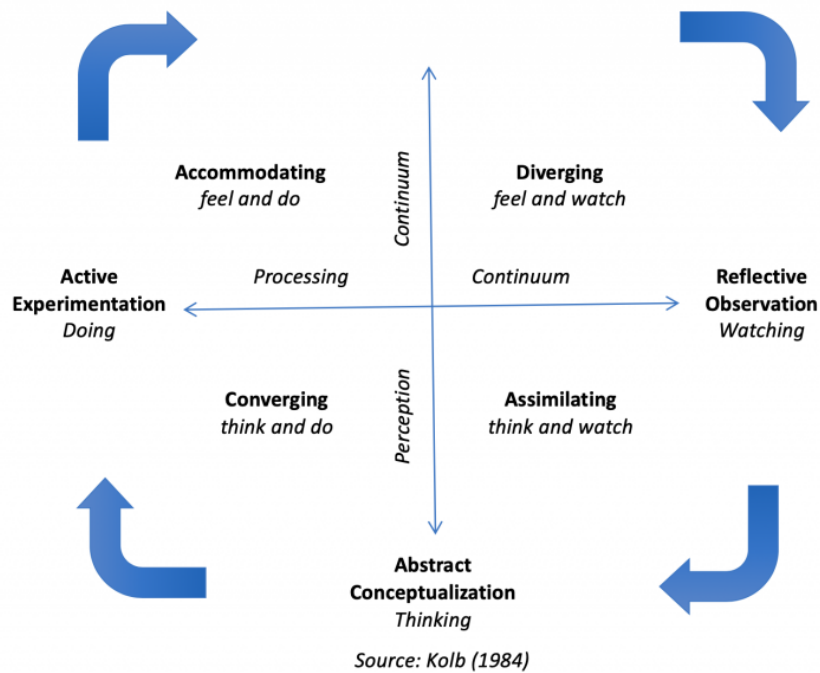 Accommodating
feel and do
Diverging
feel and watch
Continuum
Active
Experimentation
Doing
Processing
Continuum
Reflective
Observation
Watching
Converging
think and do
Perception
Assimilating
think and watch
Abstract
Conceptualization
Thinking
Source: Kolb (1984)